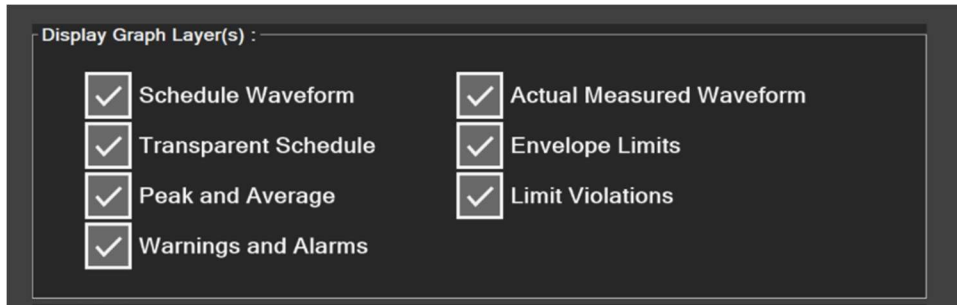 Display Graph Layer(s) :
Schedule Waveform
Actual Measured Waveform
Transparent Schedule
Envelope Limits
Peak and Average
Limit Violations
Warnings and Alarms